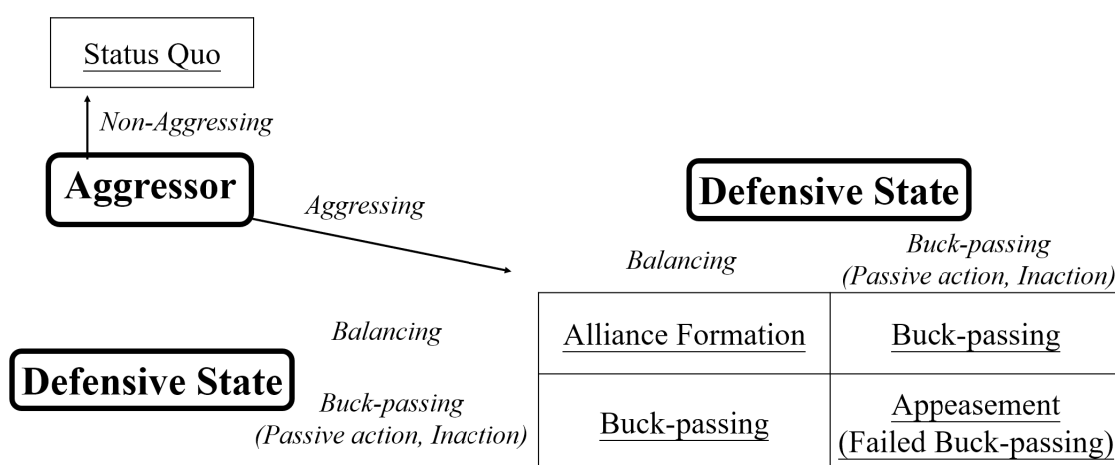 Status Quo
Non-Aggressing
Aggressor
Aggressing
Defensive State
Balancing
Buck-passing
(Passive action, Inaction)
Balancing
Alliance Formation
Buck-passing
Defensive State
Buck-passing
(Passive action, Inaction)
Buck-passing
Appeasement
(Failed Buck-passing)